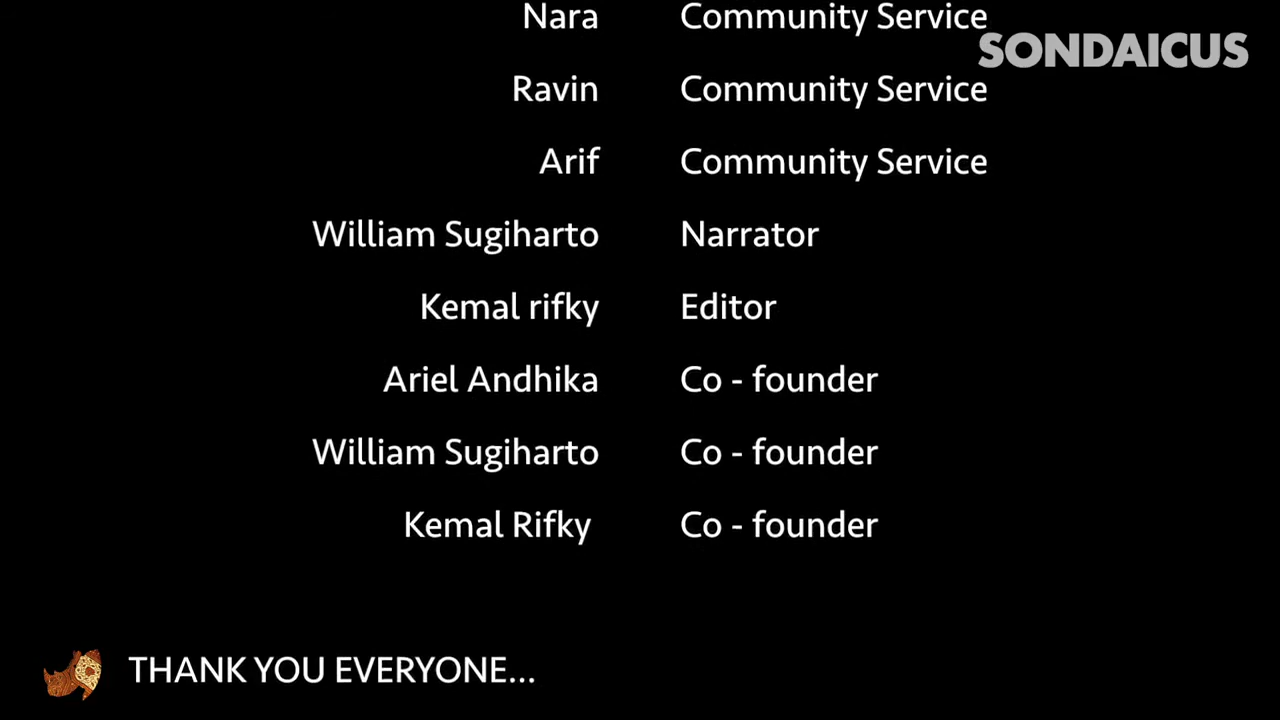 Nara Community Service
SONDAICUS
Ravin Community Service
Arif Community Service
William Sugiharto Narrator
Kemal rifky Editor
Ariel Andhika Co - founder
William Sugiharto Co - founder
Kemal Rifky Co - founder
THANK YOU EVERYONE...